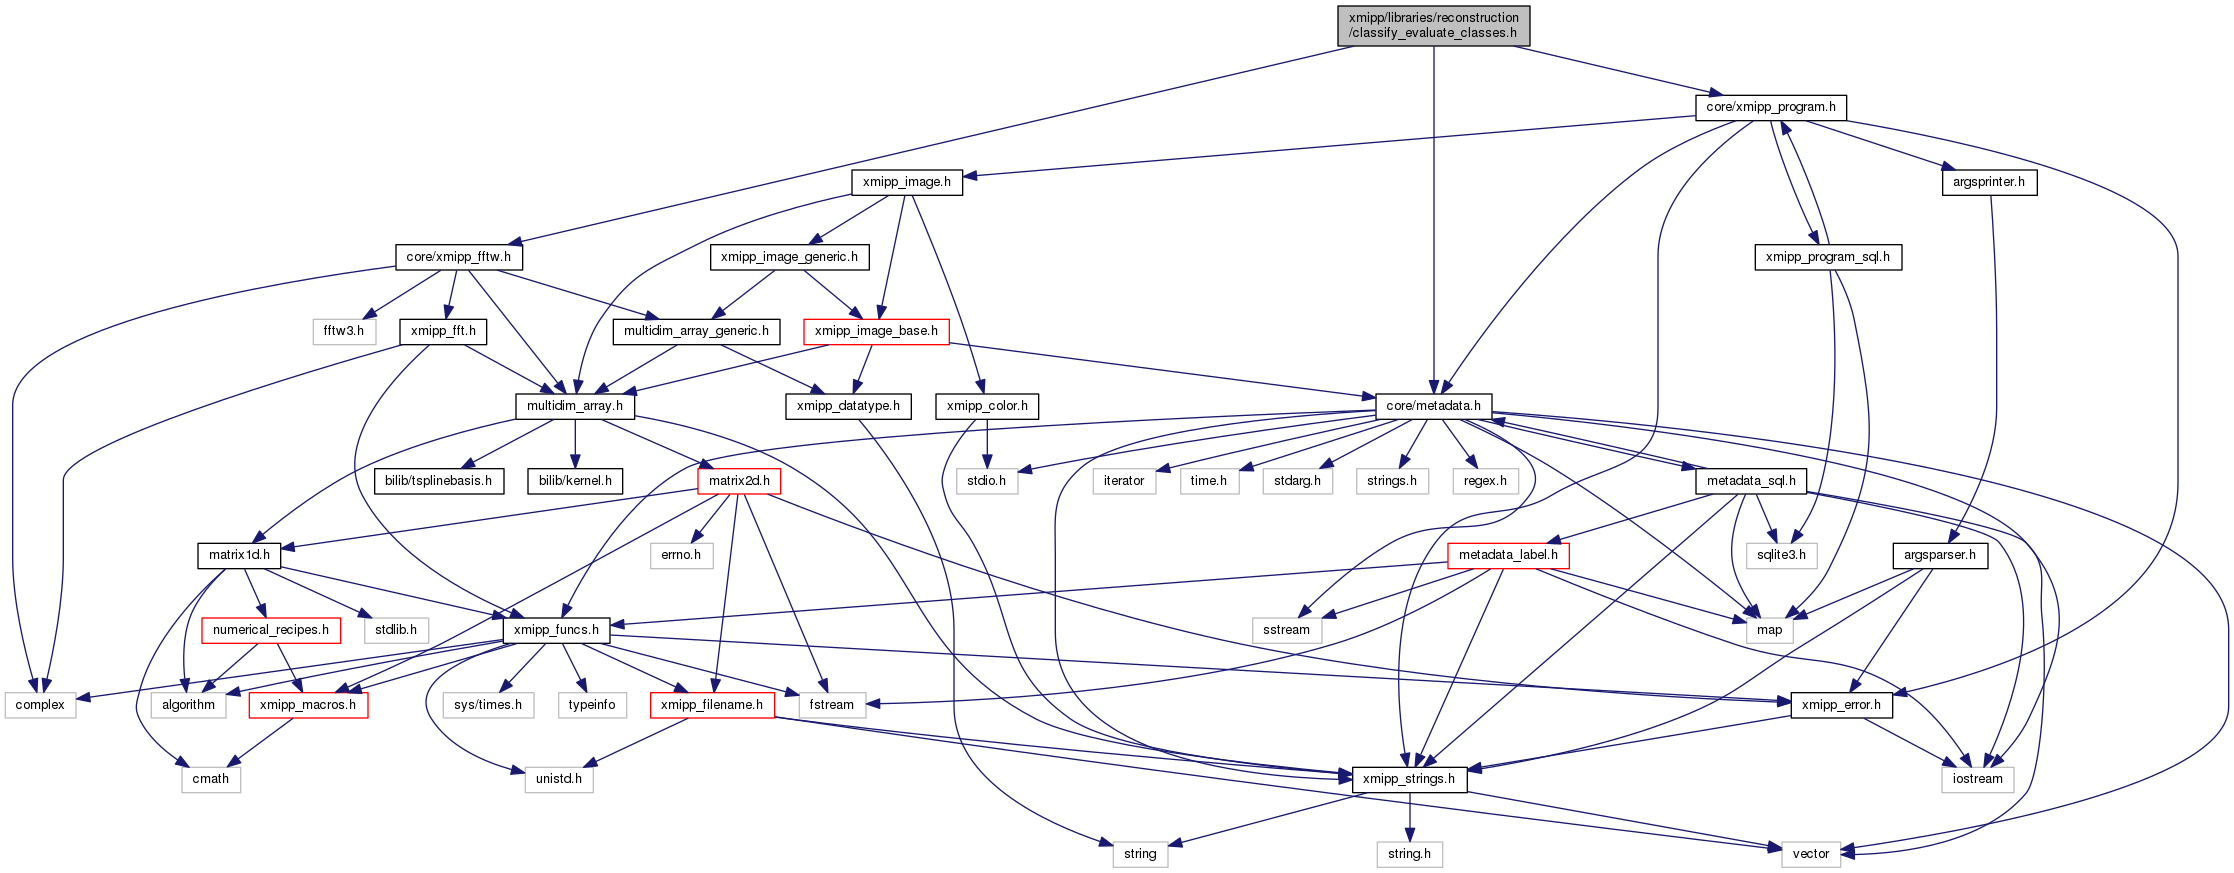 xmipp/libraries/reconstruction
/classify_evaluate_classes.h
core/xmipp_program.h
xmipp_image.h
argsprinter.h
core/xmipp_fftw.h
xmipp_image_generic.h
xmipp_program_sql.h
fftw3.h
xmipp_fft.h
multidim_array_generic.h
xmipp_image_base.h
multidim_array.h
xmipp_datatype.h
xmipp_color.h
core/metadata.h
bilib/tsplinebasis.h
bilib/kernel.h
matrix2d.h
stdio.h
iterator
time.h
stdarg.h
strings.h
regex.h
metadata_sql.h
matrix1d.h
errno.h
metadata_label.h
sqlite3.h
argsparser.h
numerical_recipes.h
stdlib.h
xmipp_funcs.h
sstream
map
complex
algorithm
xmipp_macros.h
sys/times.h
typeinfo
xmipp_filename.h
fstream
xmipp_error.h
cmath
unistd.h
xmipp_strings.h
iostream
string
string.h
vector